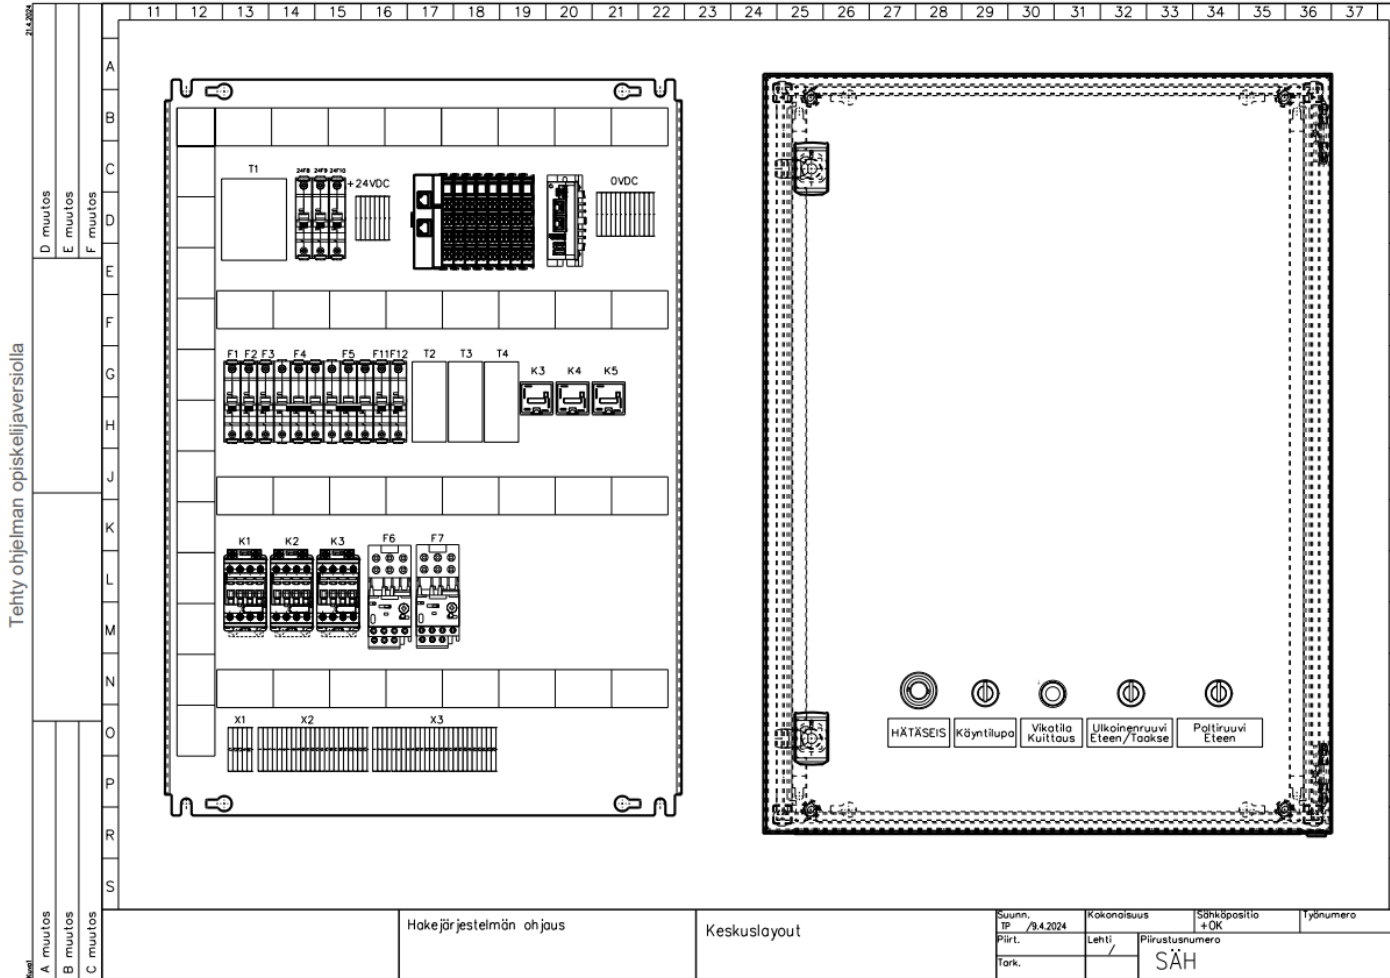 11 12 13 14 15 16 17 18 19 20 21 22 23 24 25 26 27 28 29 30 31 32 33 34 35 36 37
21.4.2024
A
B
C
D
E
F
G
H
J
K
L
M
N
O
P
R
S
D muutos
E muutos
F muutos
Tehty ohjelman opiskelijaversiolla
A muutos
B muutos
C muutos
T1
24F8 24F9 24F10
+24VDC
0VDC
F1 F2 F3 F4 F5 F11 F12
T2 T3 T4
K3 K4 K5
K1 K2 K3 F6 F7
X1 X2 X3
HÄTÄSEIS
Käyntilupa
Vikatila
Kuittaus
Ulkoinenruuvi
Eteen/Taakse
Poltiruuvi
Eteen
Hakejärjestelmän ohjaus
Keskuslayout
Suunn.
TP /9.4.2024
Kokonaisuus
Sähköpositio
+OK
Työnumero
Piirt.
Lehti
/
Piirustusnumero
SÄH
Tark.